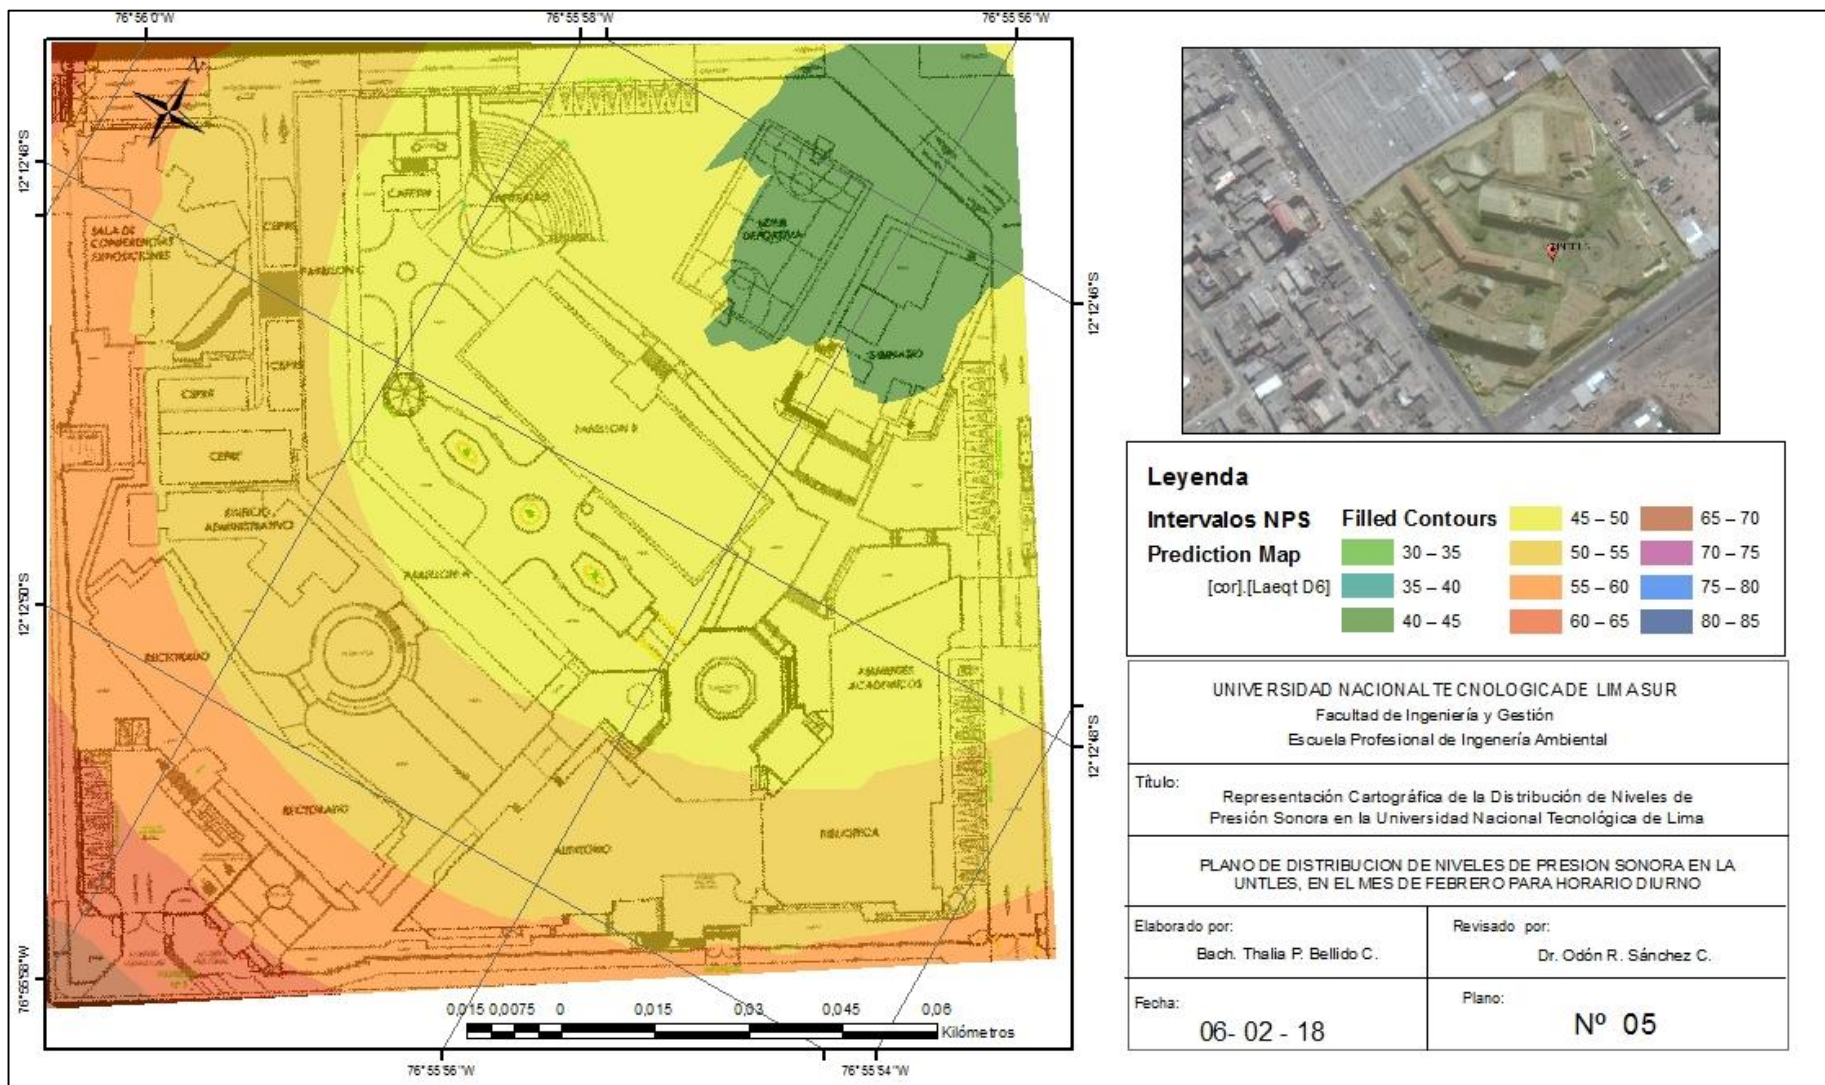 76°56'0"W
76°55'58"W
76°55'56"W
12°12'48"S
12°12'50"S
76°55'58"W
12°12'46"S
12°12'48"S
76°55'56"W
76°55'54"W
N
SALA DE
CONFERENCIAS
EXPOSICIONES
CEPRE
PABELLON C
CAFETIN
ANFITEATRO
LOZA
DEPORTIVA
GIMNASIO
CEPRE
CEPRE
CEPRE
PABELLON B
EDIFICIO
ADMINISTRATIVO
PABELLON A
RECTORADO
AMBIENTES
ACADEMICOS
RECTORADO
AUDITORIO
BIBLIOTECA
0,015 0,0075 0 0,015 0,03 0,045 0,06
Kilómetros
Leyenda
Intervalos NPS
Prediction Map
[cor].[Laeqt D6]
Filled Contours
30 – 35
35 – 40
40 – 45
45 – 50
50 – 55
55 – 60
60 – 65
65 – 70
70 – 75
75 – 80
80 – 85
UNIVERSIDAD NACIONAL TECNOLOGICA DE LIMA SUR
Facultad de Ingeniería y Gestión
Escuela Profesional de Ingenería Ambiental
Título:
Representación Cartográfica de la Distribución de Niveles de
Presión Sonora en la Universidad Nacional Tecnológica de Lima
PLANO DE DISTRIBUCION DE NIVELES DE PRESION SONORA EN LA
UNTLES, EN EL MES DE FEBRERO PARA HORARIO DIURNO
Elaborado por:
Bach. Thalia P. Bellido C.
Revisado por:
Dr. Odón R. Sánchez C.
Fecha:
06- 02 - 18
Plano:
Nº 05